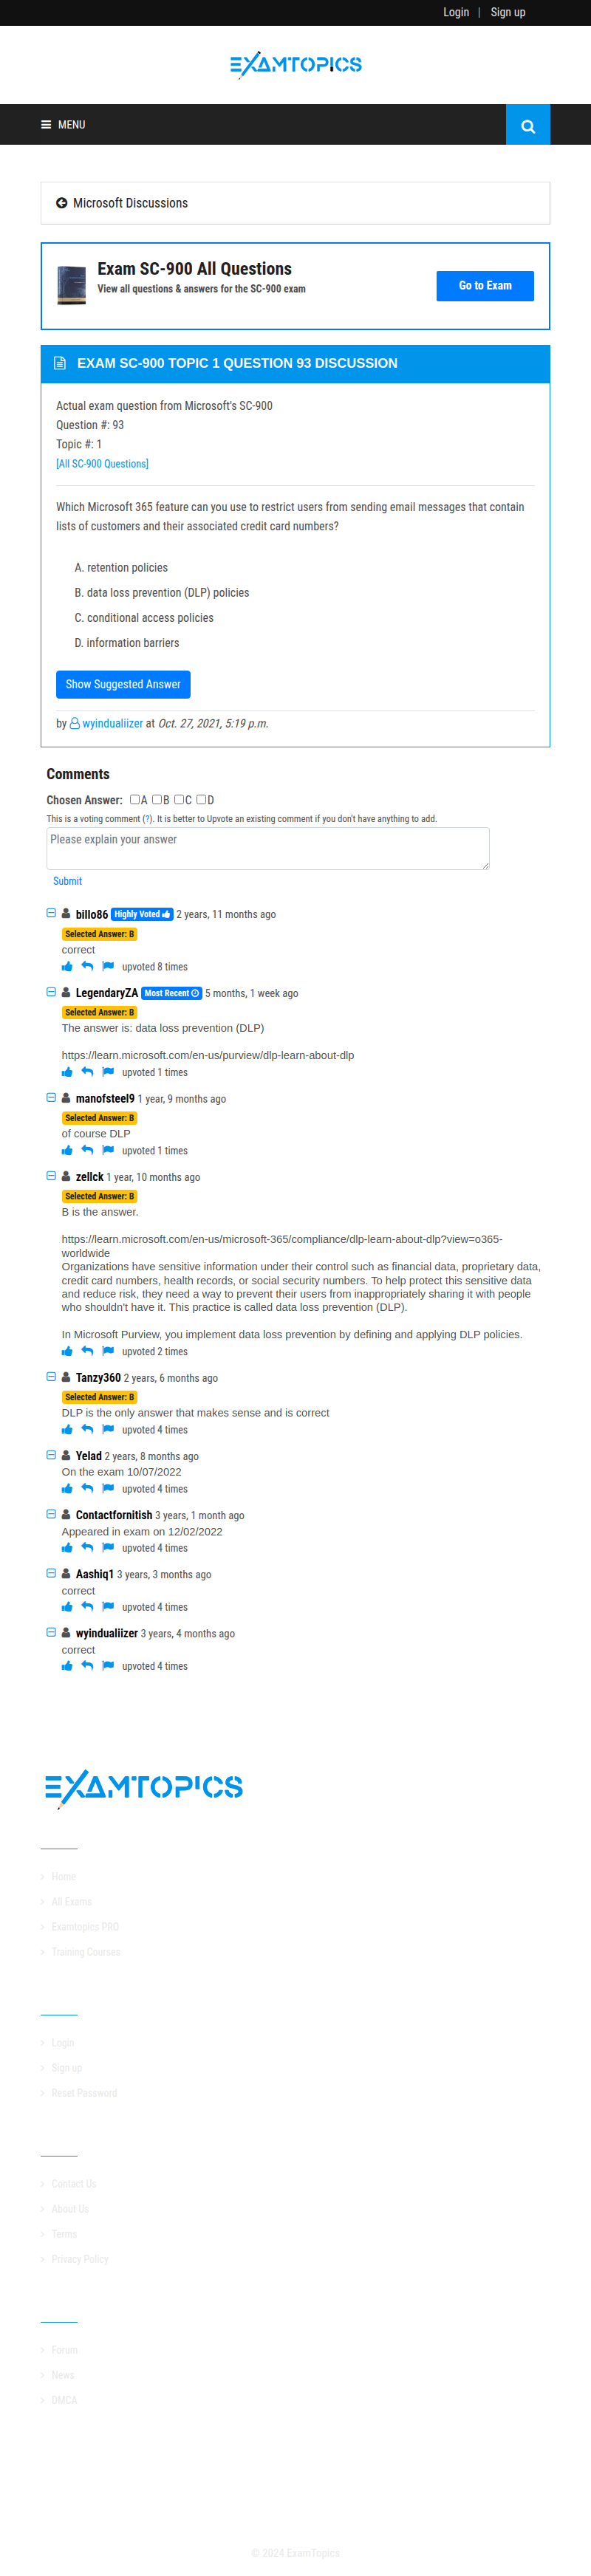 Login | Sign up
EXAMTOPICS
MENU
Microsoft Discussions
Exam SC-900 All Questions
View all questions & answers for the SC-900 exam
Go to Exam
EXAM SC-900 TOPIC 1 QUESTION 93 DISCUSSION
Actual exam question from Microsoft's SC-900
Question #: 93
Topic #: 1
[All SC-900 Questions]
Which Microsoft 365 feature can you use to restrict users from sending email messages that contain
lists of customers and their associated credit card numbers?
A. retention policies
B. data loss prevention (DLP) policies
C. conditional access policies
D. information barriers
Show Suggested Answer
by wyindualiizer at Oct. 27, 2021, 5:19 p.m.
Comments
Chosen Answer: A B C D
This is a voting comment (?). It is better to Upvote an existing comment if you don't have anything to add.
Please explain your answer
Submit
billo86 Highly Voted 2 years, 11 months ago
Selected Answer: B
correct
upvoted 8 times
LegendaryZA Most Recent 5 months, 1 week ago
Selected Answer: B
The answer is: data loss prevention (DLP)
https://learn.microsoft.com/en-us/purview/dlp-learn-about-dlp
upvoted 1 times
manofsteel9 1 year, 9 months ago
Selected Answer: B
of course DLP
upvoted 1 times
zellck 1 year, 10 months ago
Selected Answer: B
B is the answer.
https://learn.microsoft.com/en-us/microsoft-365/compliance/dlp-learn-about-dlp?view=o365-
worldwide
Organizations have sensitive information under their control such as financial data, proprietary data,
credit card numbers, health records, or social security numbers. To help protect this sensitive data
and reduce risk, they need a way to prevent their users from inappropriately sharing it with people
who shouldn't have it. This practice is called data loss prevention (DLP).
In Microsoft Purview, you implement data loss prevention by defining and applying DLP policies.
upvoted 2 times
Tanzy360 2 years, 6 months ago
Selected Answer: B
DLP is the only answer that makes sense and is correct
upvoted 4 times
Yelad 2 years, 8 months ago
On the exam 10/07/2022
upvoted 4 times
Contactfornitish 3 years, 1 month ago
Appeared in exam on 12/02/2022
upvoted 4 times
Aashiq1 3 years, 3 months ago
correct
upvoted 4 times
wyindualiizer 3 years, 4 months ago
correct
upvoted 4 times
EXAMTOPICS
Home
All Exams
Examtopics PRO
Training Courses
Login
Sign up
Reset Password
Contact Us
About Us
Terms
Privacy Policy
Forum
News
DMCA
© 2024 ExamTopics